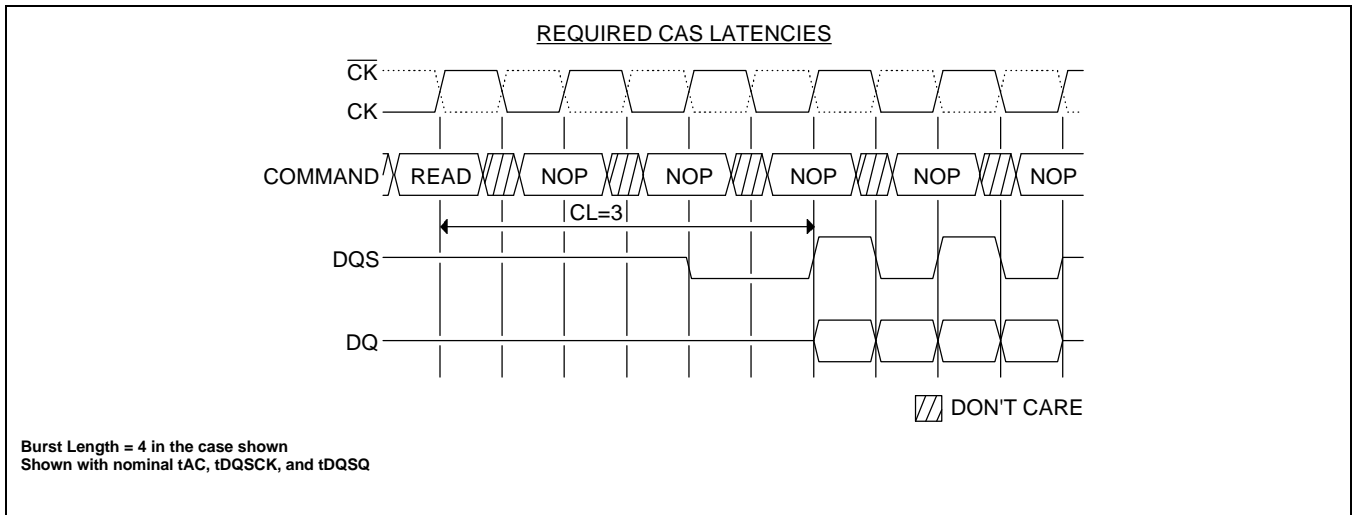 REQUIRED CAS LATENCIES
CK
CK
COMMAND READ NOP NOP NOP NOP NOP
CL=3
DQS
DQ
DON'T CARE
Burst Length = 4 in the case shown
Shown with nominal tAC, tDQSCK, and tDQSQ